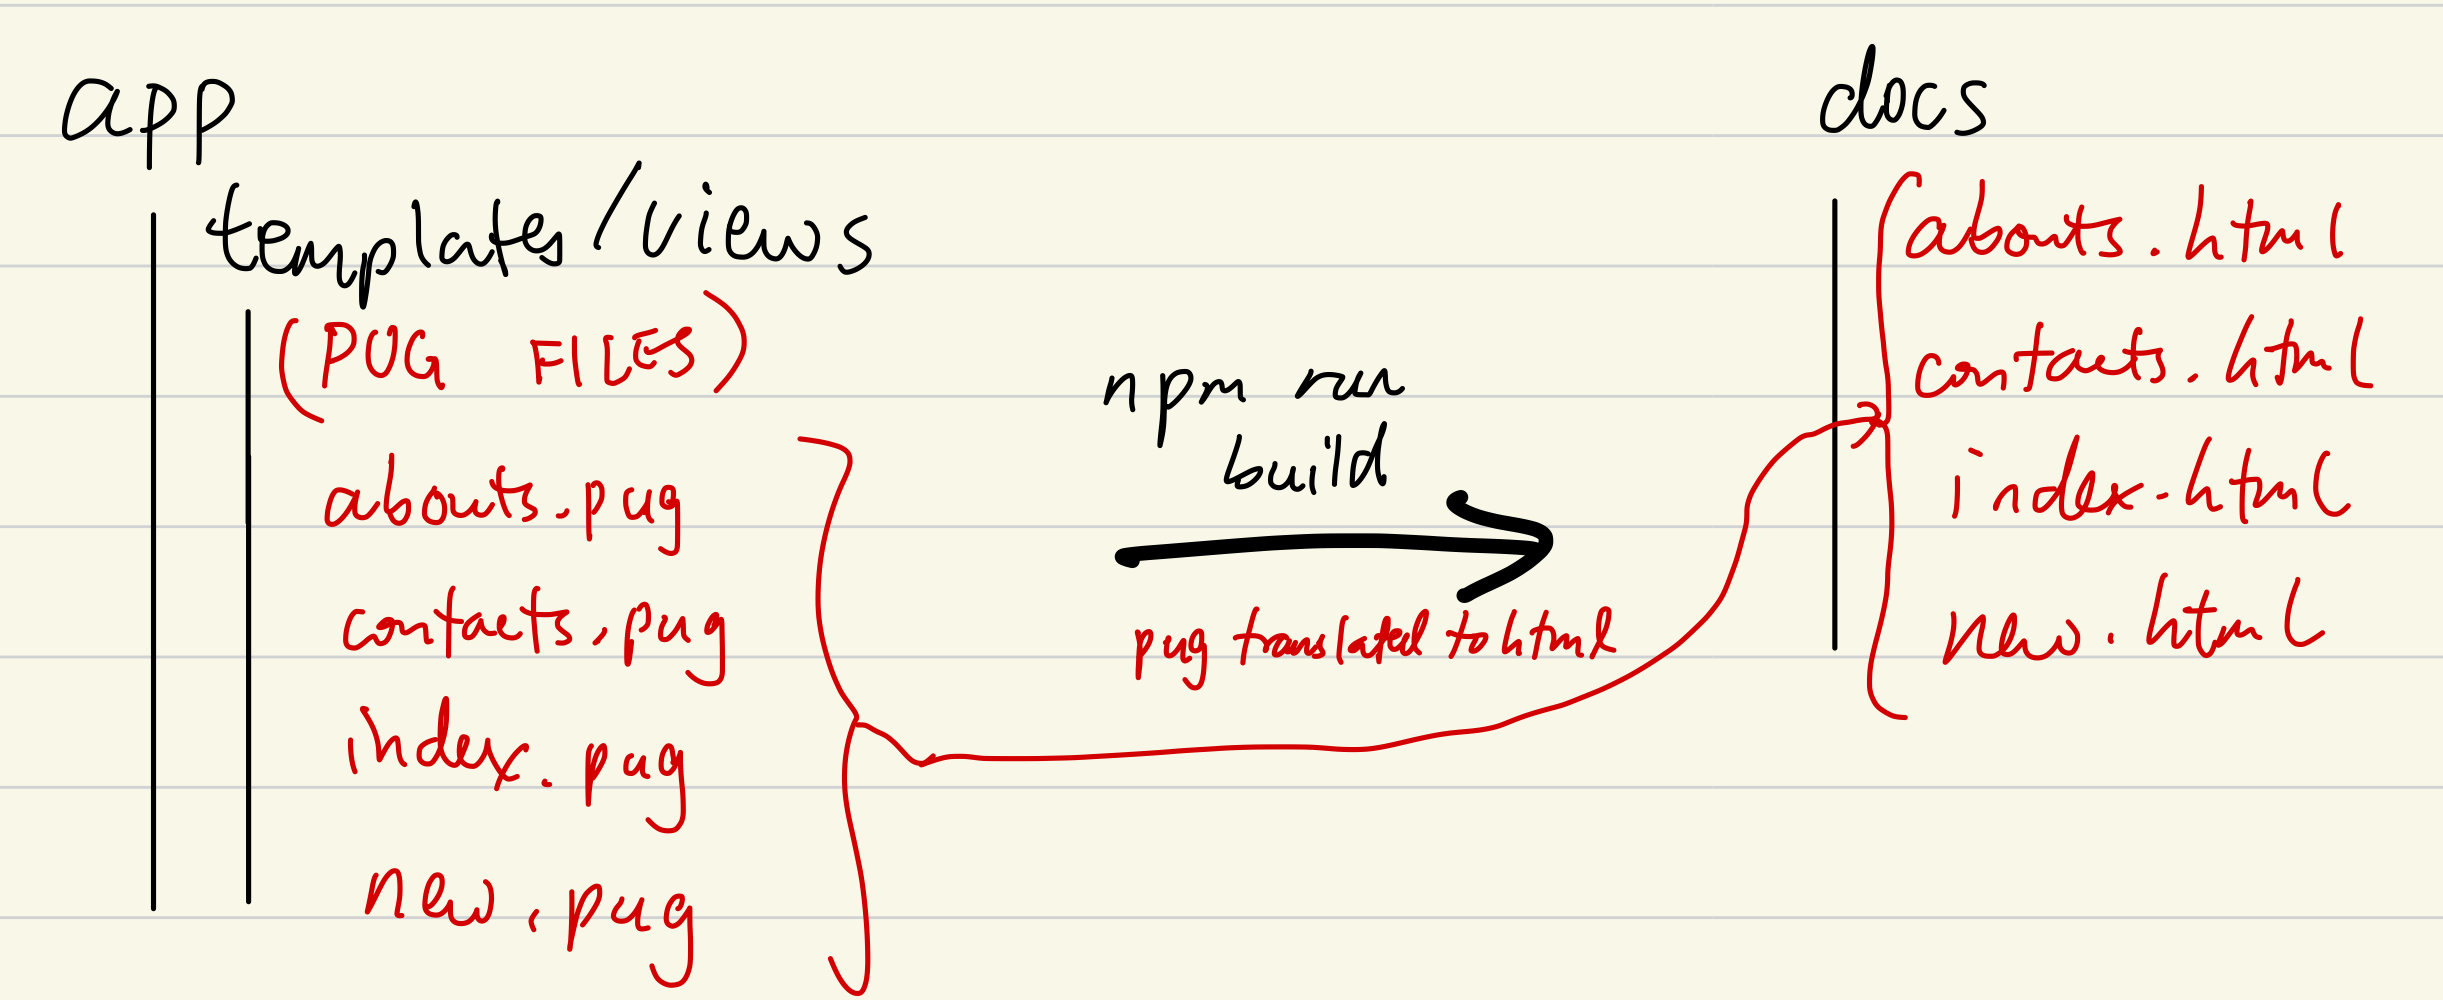 app
templates/views
(PUG FILES)
abouts.pug
contacts.pug
index.pug
new.pug
npm run
build
pug translated to html
docs
abouts.html
contacts.html
index.html
new.html